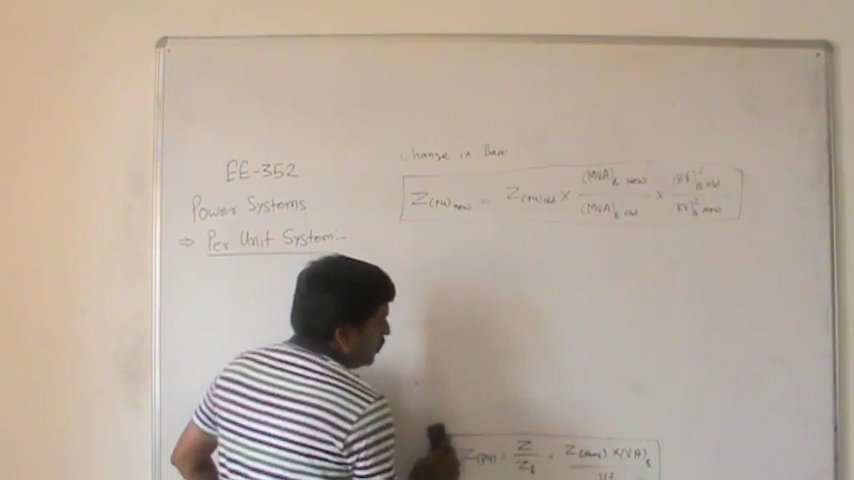 EE-352
Power Systems
⇒ Per Unit System:-
Change in Base
Z(PU)new = Z(PU)old × (MVA)B new / (MVA)B old × (KV)²B old / (KV)²B new
Z(PU) = Z / ZB = Z(ohms) × (VA)B / V²